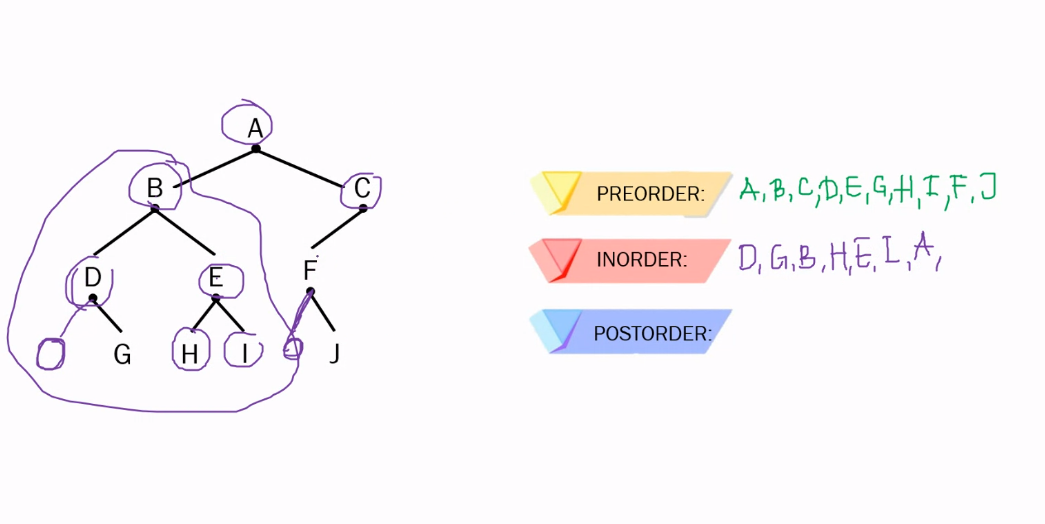 A
B C
D E F
G H I J
PREORDER: A, B, C, D, E, G, H, I, F, J
INORDER: D, G, B, H, E, I, A,
POSTORDER: